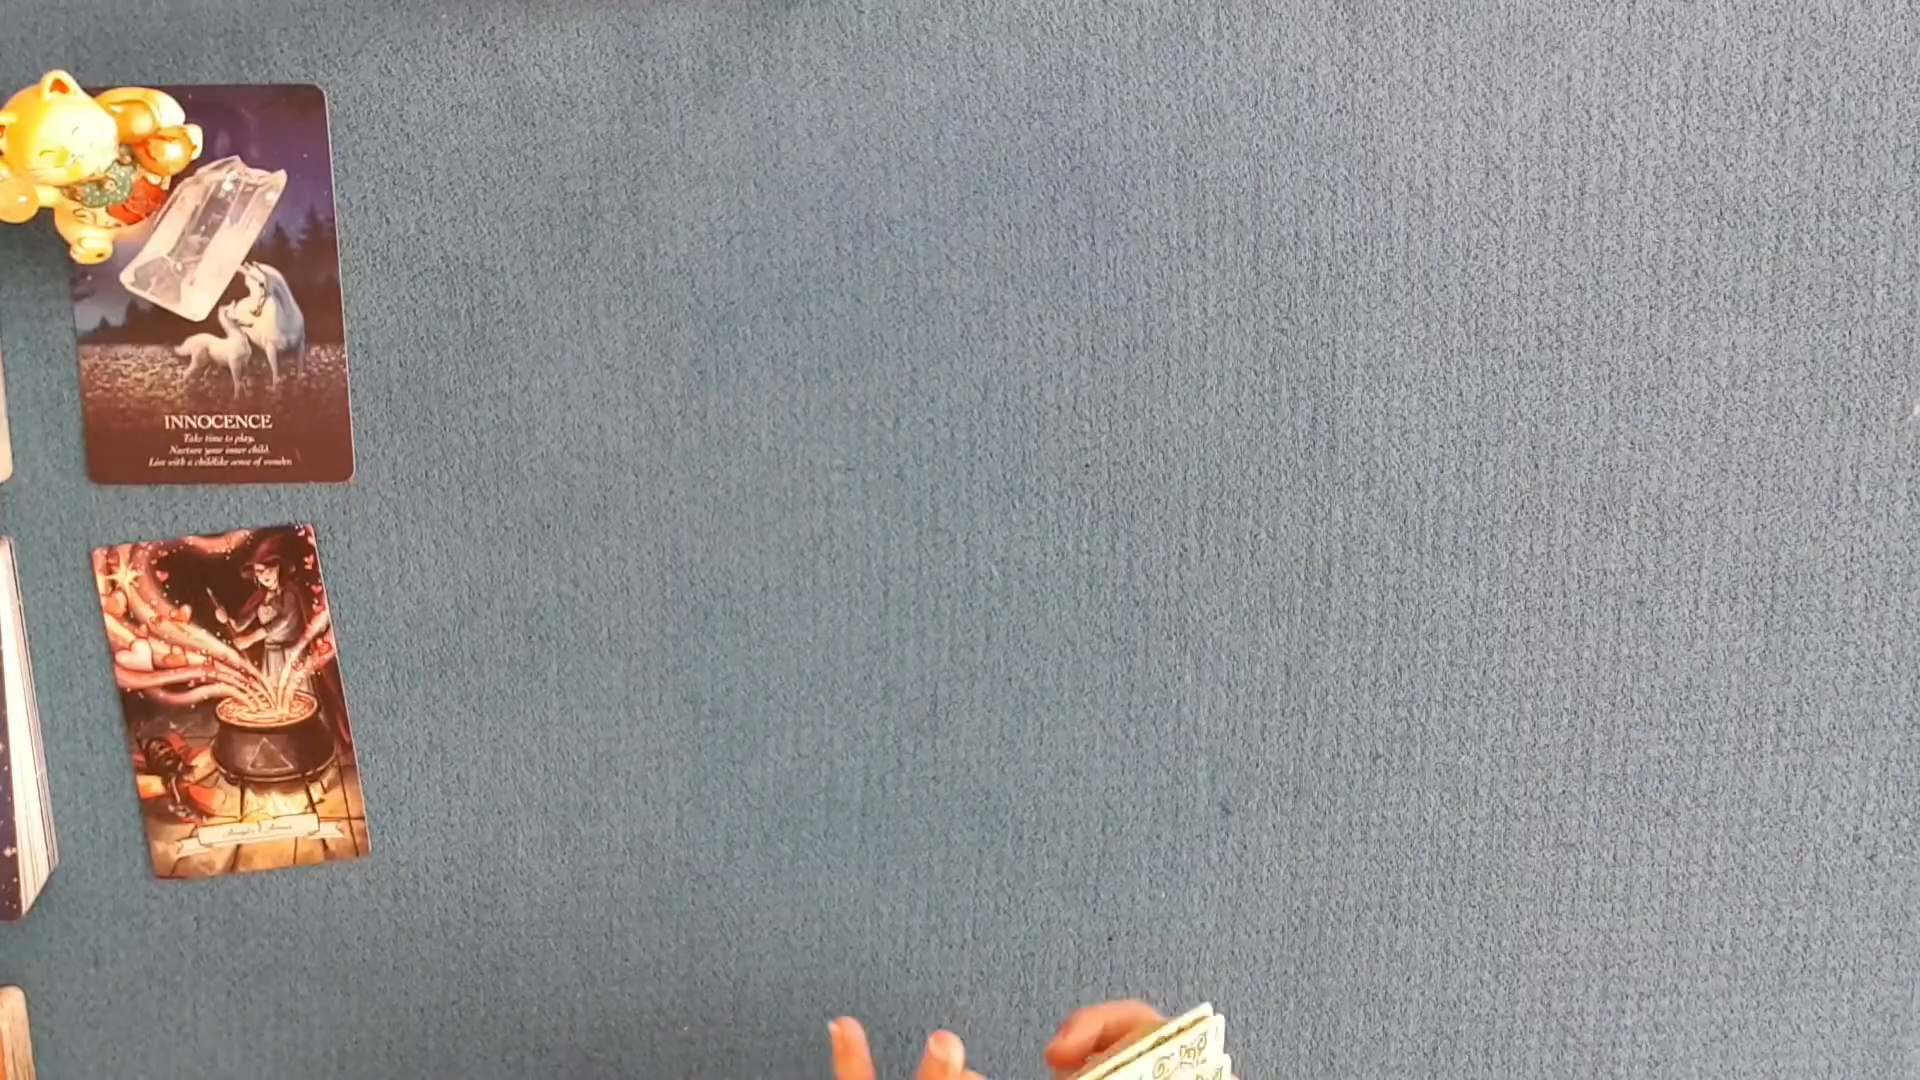 INNOCENCE
Take time to play.
Nurture your inner child.
Live with a childlike sense of wonder.